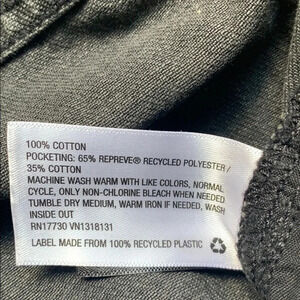 100% COTTON
POCKETING: 65% REPREVE® RECYCLED POLYESTER /
35% COTTON
MACHINE WASH WARM WITH LIKE COLORS, NORMAL
CYCLE, ONLY NON-CHLORINE BLEACH WHEN NEEDED
TUMBLE DRY MEDIUM, WARM IRON IF NEEDED, WASH
INSIDE OUT
RN17730 VN1318131
LABEL MADE FROM 100% RECYCLED PLASTIC